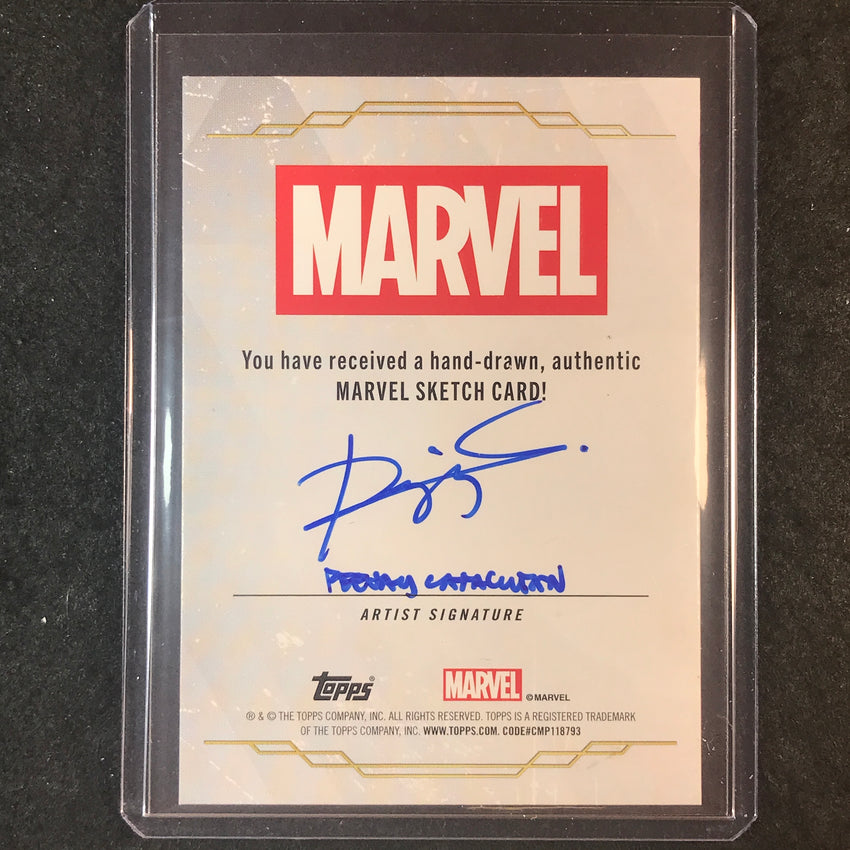 MARVEL
You have received a hand-drawn, authentic
MARVEL SKETCH CARD!
ARTIST SIGNATURE
Topps® MARVEL ©MARVEL
® & © THE TOPPS COMPANY, INC. ALL RIGHTS RESERVED. TOPPS IS A REGISTERED TRADEMARK
OF THE TOPPS COMPANY, INC. WWW.TOPPS.COM. CODE#CMP118793